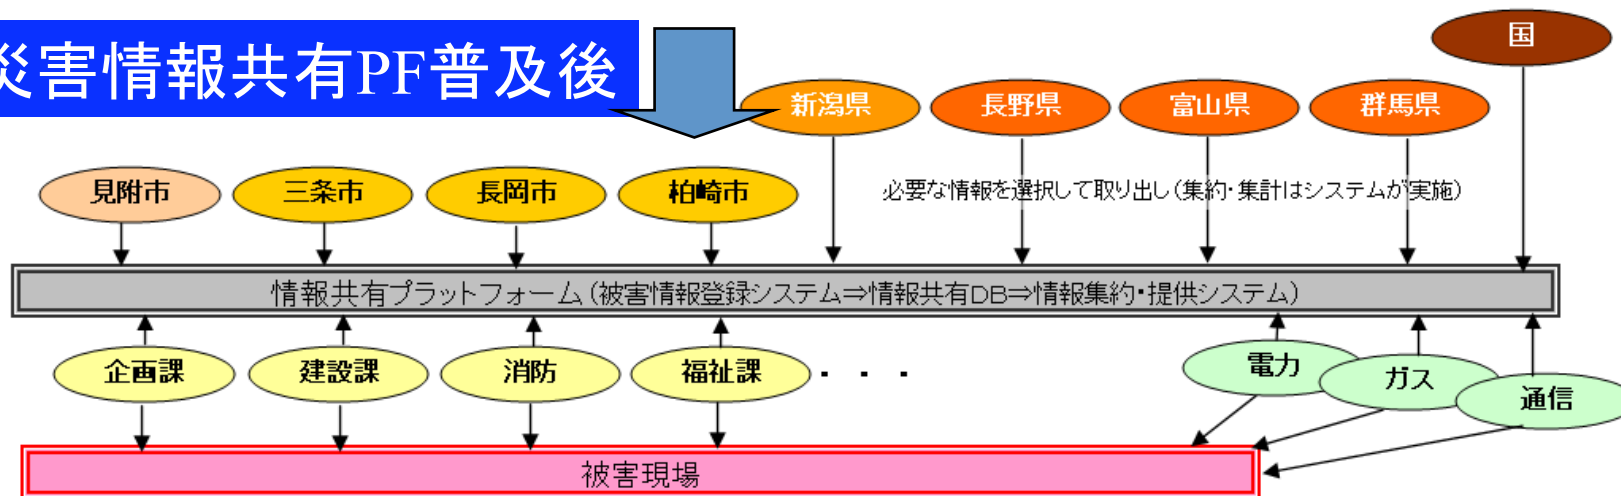 災害情報共有PF普及後
国
新潟県
長野県
富山県
群馬県
見附市
三条市
長岡市
柏崎市
必要な情報を選択して取り出し(集約・集計はシステムが実施)
情報共有プラットフォーム(被害情報登録システム⇒情報共有DB⇒情報集約・提供システム)
企画課
建設課
消防
福祉課
・・・
電力
ガス
通信
被害現場